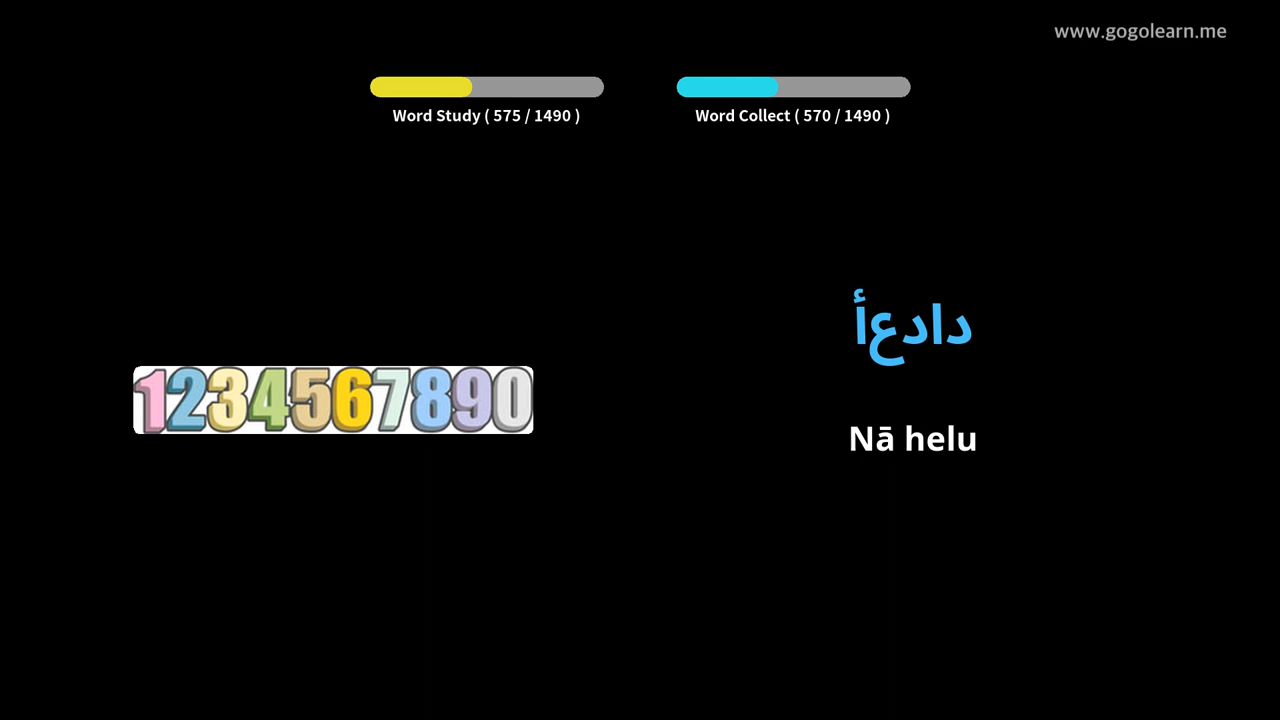 www.gogolearn.me
Word Study ( 575 / 1490 )
Word Collect ( 570 / 1490 )
1234567890
دادعأ
Nā helu